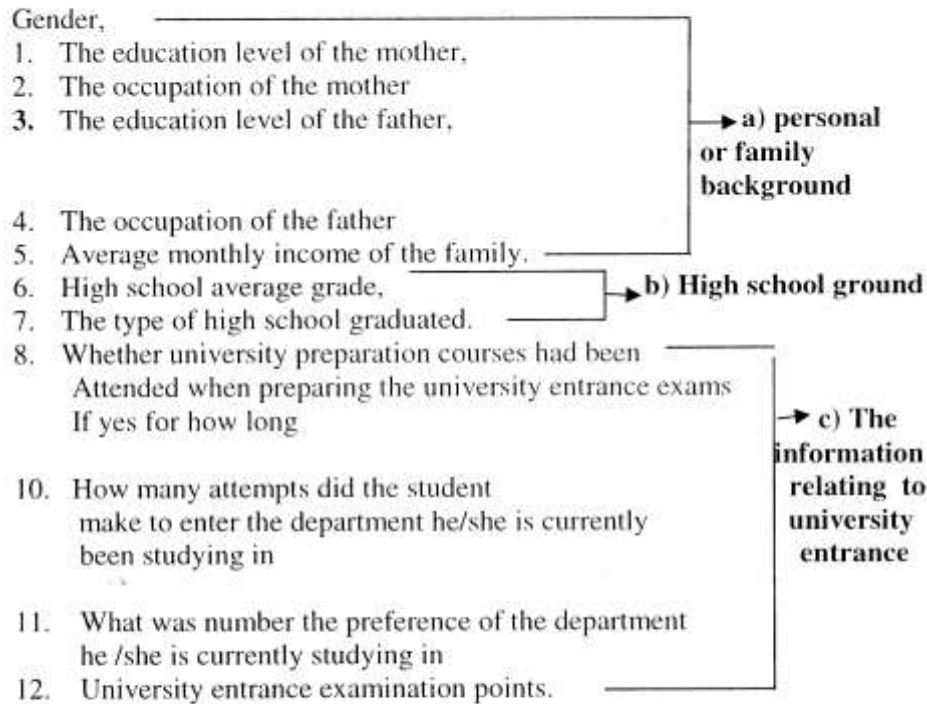 Gender,
1. The education level of the mother,
2. The occupation of the mother
3. The education level of the father,
a) personal
or family
background
4. The occupation of the father
5. Average monthly income of the family.
6. High school average grade,
b) High school ground
7. The type of high school graduated.
8. Whether university preparation courses had been
Attended when preparing the university entrance exams
If yes for how long
c) The
information
relating to
university
entrance
10. How many attempts did the student
make to enter the department he/she is currently
been studying in
11. What was number the preference of the department
he /she is currently studying in
12. University entrance examination points.